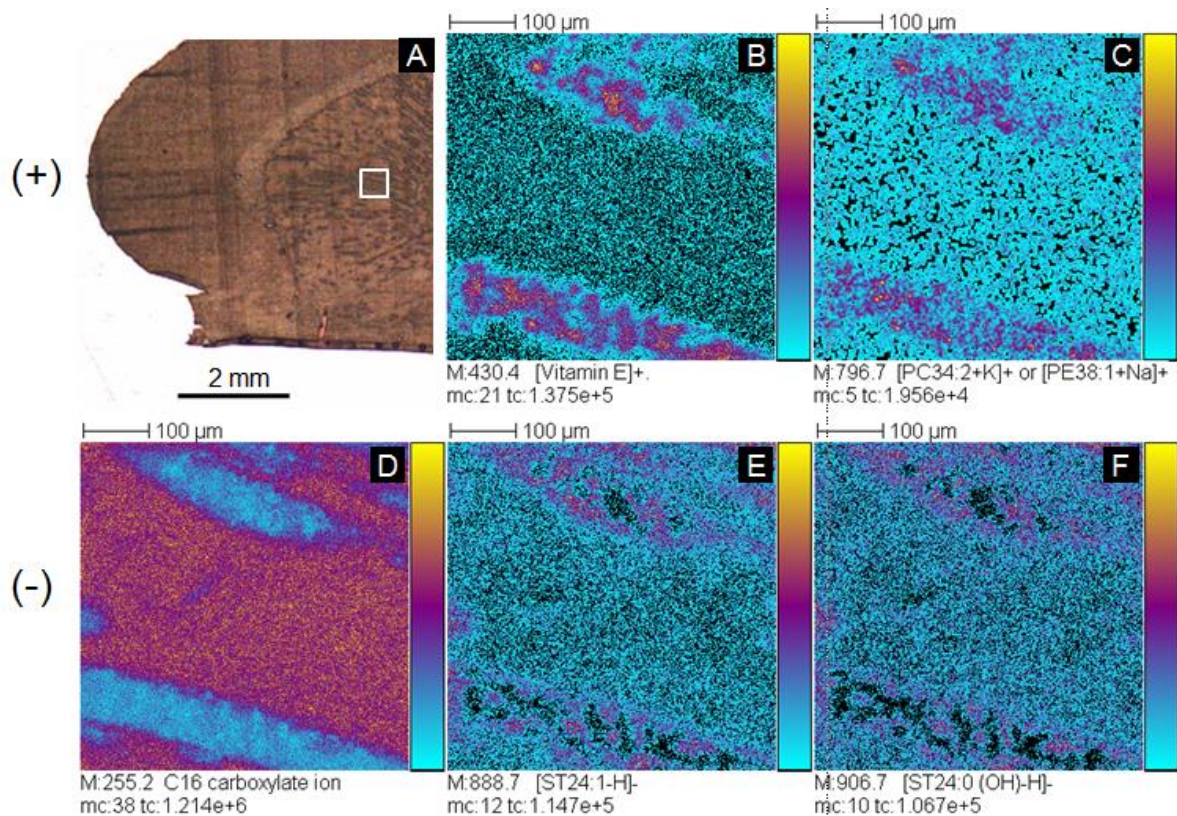 (+)
A
2 mm
100 µm
B
M:430.4 [Vitamin E]+.
mc:21 tc:1.375e+5
100 µm
C
M:796.7 [PC34:2+K]+ or [PE38:1+Na]+
mc:5 tc:1.956e+4
(-)
100 µm
D
M:255.2 C16 carboxylate ion
mc:38 tc:1.214e+6
100 µm
E
M:888.7 [ST24:1-H]-
mc:12 tc:1.147e+5
100 µm
F
M:906.7 [ST24:0 (OH)-H]-
mc:10 tc:1.067e+5